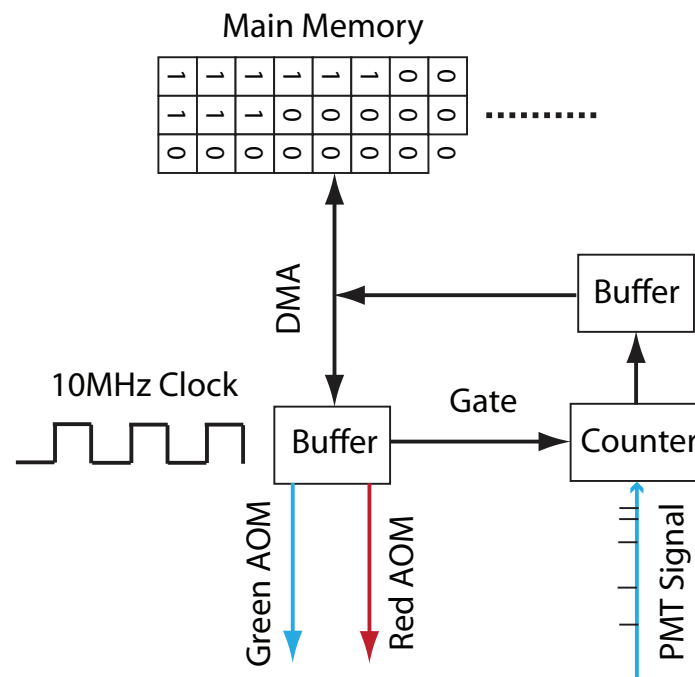 Main Memory
1 1 1 1 1 1 0 0
1 1 1 0 0 0 0 0
0 0 0 0 0 0 0 0
DMA
Buffer
10MHz Clock
Gate
Buffer
Counter
Green AOM
Red AOM
PMT Signal